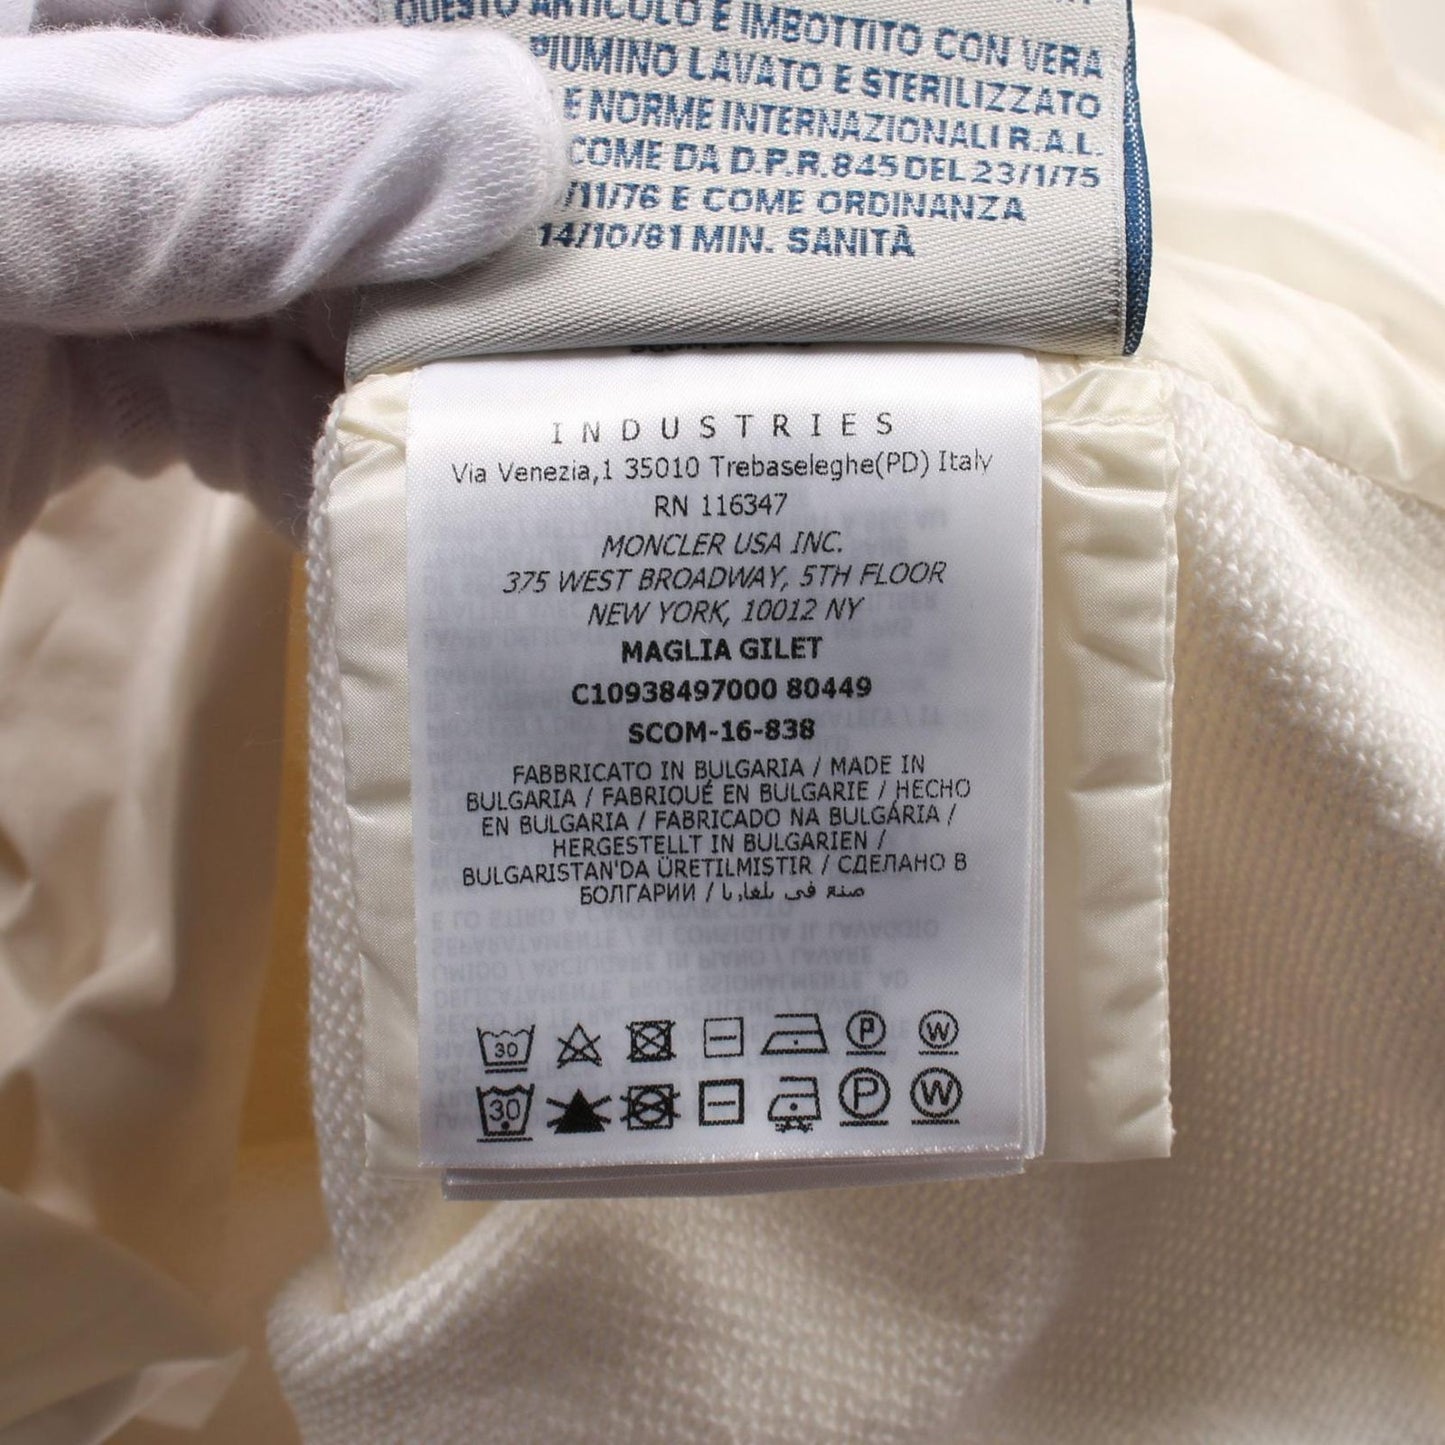 QUESTO ARTICOLO È IMBOTTITO CON VERA
PIUMINO LAVATO E STERILIZZATO
E NORME INTERNAZIONALI R.A.L.
COME DA D.P.R. 845 DEL 23/1/75
/11/76 E COME ORDINANZA
14/10/81 MIN. SANITÀ
INDUSTRIES
Via Venezia,1 35010 Trebaseleghe(PD) Italy
RN 116347
MONCLER USA INC.
375 WEST BROADWAY, 5TH FLOOR
NEW YORK, 10012 NY
MAGLIA GILET
C10938497000 80449
SCOM-16-838
FABBRICATO IN BULGARIA / MADE IN
BULGARIA / FABRIQUÉ EN BULGARIE / HECHO
EN BULGARIA / FABRICADO NA BULGÁRIA /
HERGESTELLT IN BULGARIEN /
BULGARISTAN'DA ÜRETILMISTIR / СДЕЛАНО В
БОЛГАРИИ / صنع في بلغاريا
30 P W
30 P W